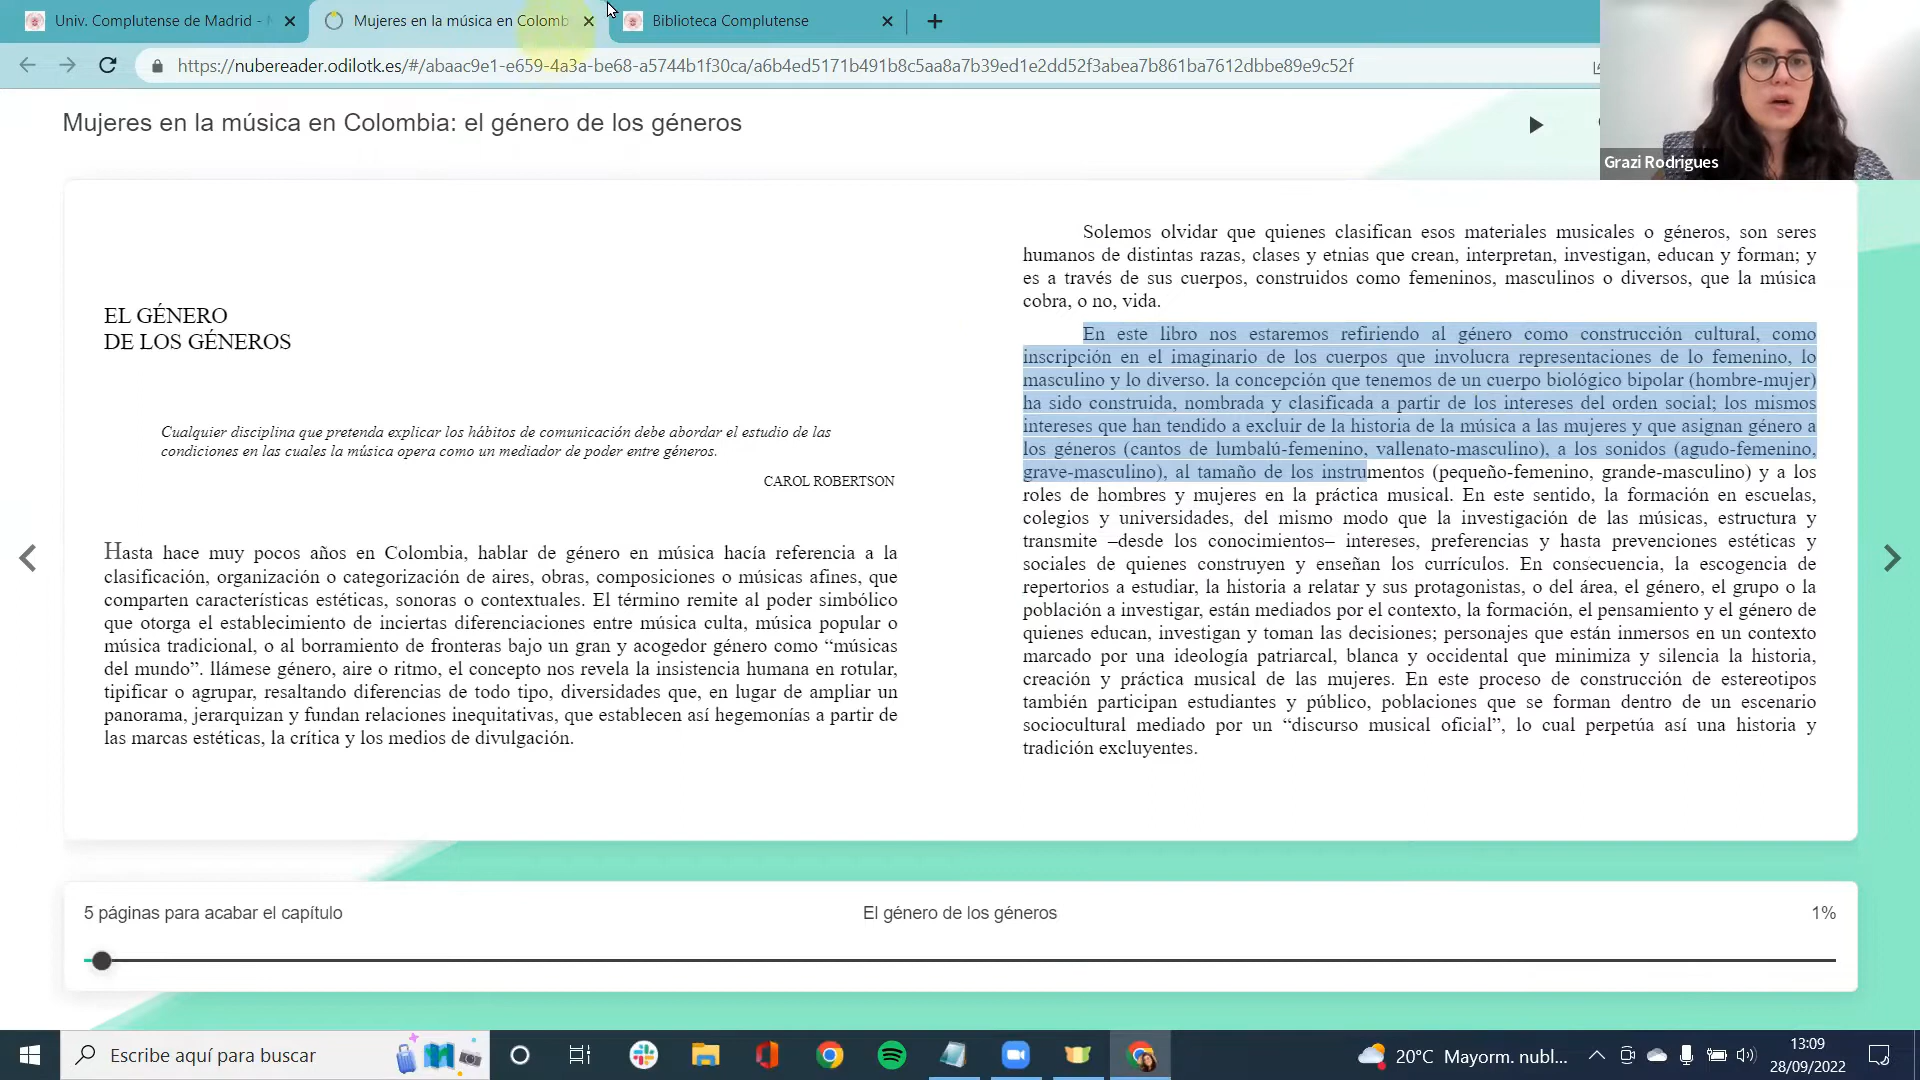 Univ. Complutense de Madrid -
Mujeres en la música en Colomb
Biblioteca Complutense
https://nubereader.odilotk.es/#/abaac9e1-e659-4a3a-be68-a5744b1f30ca/a6b4ed5171b491b8c5aa8a7b39ed1e2dd52f3abea7b861ba7612dbbe89e9c52f
Mujeres en la música en Colombia: el género de los géneros
Grazi Rodrigues
EL GÉNERO
DE LOS GÉNEROS
Cualquier disciplina que pretenda explicar los hábitos de comunicación debe abordar el estudio de las
condiciones en las cuales la música opera como un mediador de poder entre géneros.
CAROL ROBERTSON
Hasta hace muy pocos años en Colombia, hablar de género en música hacía referencia a la
clasificación, organización o categorización de aires, obras, composiciones o músicas afines, que
comparten características estéticas, sonoras o contextuales. El término remite al poder simbólico
que otorga el establecimiento de inciertas diferenciaciones entre música culta, música popular o
música tradicional, o al borramiento de fronteras bajo un gran y acogedor género como “músicas
del mundo”. llámese género, aire o ritmo, el concepto nos revela la insistencia humana en rotular,
tipificar o agrupar, resaltando diferencias de todo tipo, diversidades que, en lugar de ampliar un
panorama, jerarquizan y fundan relaciones inequitativas, que establecen así hegemonías a partir de
las marcas estéticas, la crítica y los medios de divulgación.
Solemos olvidar que quienes clasifican esos materiales musicales o géneros, son seres
humanos de distintas razas, clases y etnias que crean, interpretan, investigan, educan y forman; y
es a través de sus cuerpos, construidos como femeninos, masculinos o diversos, que la música
cobra, o no, vida.
En este libro nos estaremos refiriendo al género como construcción cultural, como
inscripción en el imaginario de los cuerpos que involucra representaciones de lo femenino, lo
masculino y lo diverso. la concepción que tenemos de un cuerpo biológico bipolar (hombre-mujer)
ha sido construida, nombrada y clasificada a partir de los intereses del orden social; los mismos
intereses que han tendido a excluir de la historia de la música a las mujeres y que asignan género a
los géneros (cantos de lumbalú-femenino, vallenato-masculino), a los sonidos (agudo-femenino,
grave-masculino), al tamaño de los instrumentos (pequeño-femenino, grande-masculino) y a los
roles de hombres y mujeres en la práctica musical. En este sentido, la formación en escuelas,
colegios y universidades, del mismo modo que la investigación de las músicas, estructura y
transmite –desde los conocimientos– intereses, preferencias y hasta prevenciones estéticas y
sociales de quienes construyen y enseñan los currículos. En consecuencia, la escogencia de
repertorios a estudiar, la historia a relatar y sus protagonistas, o del área, el género, el grupo o la
población a investigar, están mediados por el contexto, la formación, el pensamiento y el género de
quienes educan, investigan y toman las decisiones; personajes que están inmersos en un contexto
marcado por una ideología patriarcal, blanca y occidental que minimiza y silencia la historia,
creación y práctica musical de las mujeres. En este proceso de construcción de estereotipos
también participan estudiantes y público, poblaciones que se forman dentro de un escenario
sociocultural mediado por un “discurso musical oficial”, lo cual perpetúa así una historia y
tradición excluyentes.
5 páginas para acabar el capítulo
El género de los géneros
1%
Escribe aquí para buscar
20°C Mayorm. nubl...
13:09
28/09/2022